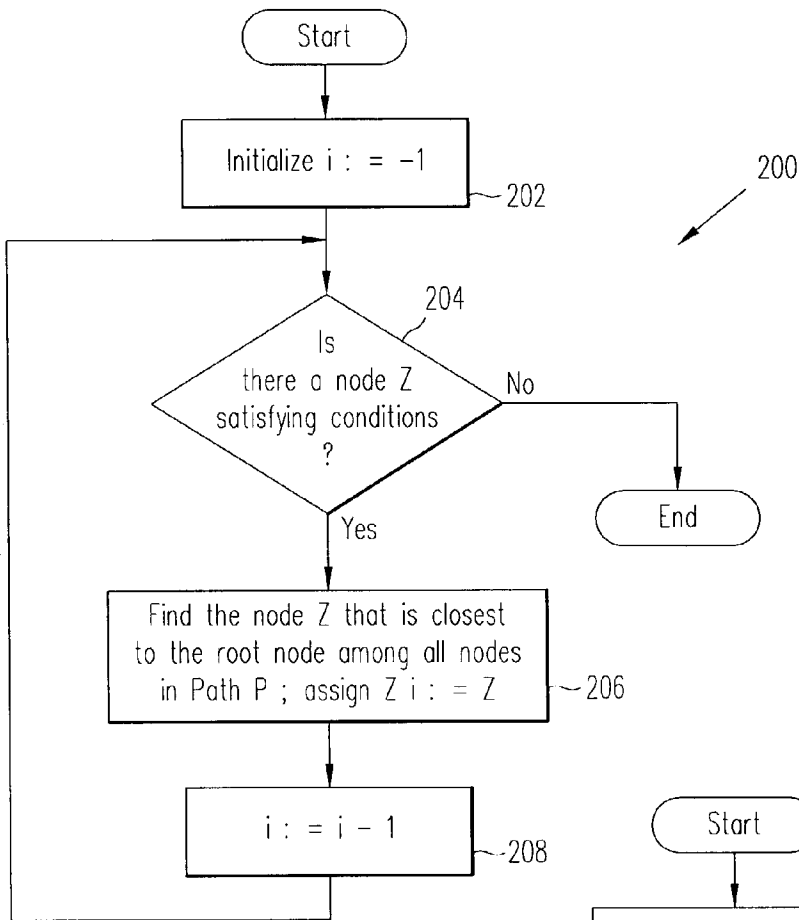 Start
Initialize i : = -1
202
200
204
Is
there a node Z
satisfying conditions
?
No
Yes
End
Find the node Z that is closest
to the root node among all nodes
in Path P ; assign Z i : = Z
206
i : = i - 1
208
Start